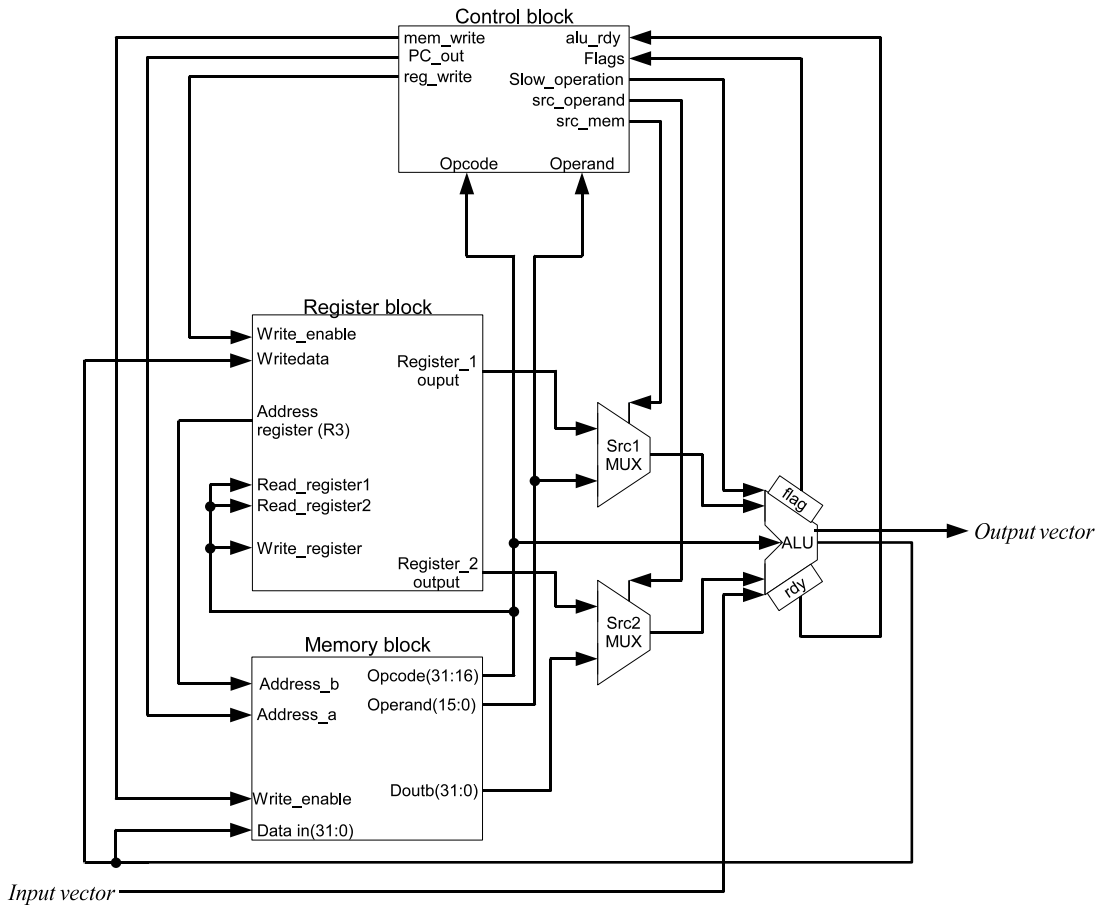 Control block
mem_write
PC_out
reg_write
alu_rdy
Flags
Slow_operation
src_operand
src_mem
Opcode
Operand
Register block
Write_enable
Writedata
Address
register (R3)
Read_register1
Read_register2
Write_register
Register_1
ouput
Register_2
output
Src1
MUX
Src2
MUX
flag
ALU
rdy
Output vector
Memory block
Address_b
Address_a
Write_enable
Data in(31:0)
Opcode(31:16)
Operand(15:0)
Doutb(31:0)
Input vector